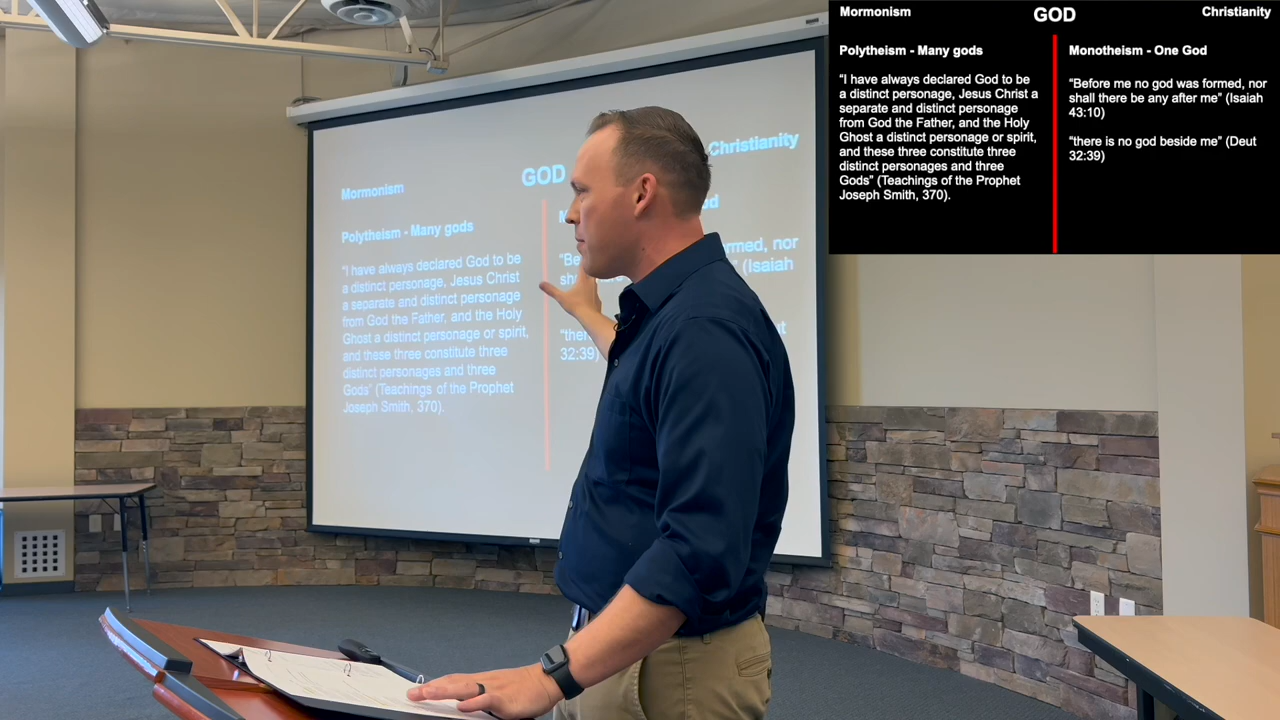 Mormonism
GOD
Christianity
Polytheism - Many gods
“I have always declared God to be
a distinct personage, Jesus Christ
a separate and distinct personage
from God the Father, and the Holy
Ghost a distinct personage or spirit,
and these three constitute three
distinct personages and three
Gods” (Teachings of the Prophet
Joseph Smith, 370).
rmed, nor
(Isaiah
32:39)
Mormonism
GOD
Christianity
Polytheism - Many gods
“I have always declared God to be
a distinct personage, Jesus Christ a
separate and distinct personage
from God the Father, and the Holy
Ghost a distinct personage or spirit,
and these three constitute three
distinct personages and three
Gods” (Teachings of the Prophet
Joseph Smith, 370).
Monotheism - One God
“Before me no god was formed, nor
shall there be any after me” (Isaiah
43:10)
“there is no god beside me” (Deut
32:39)